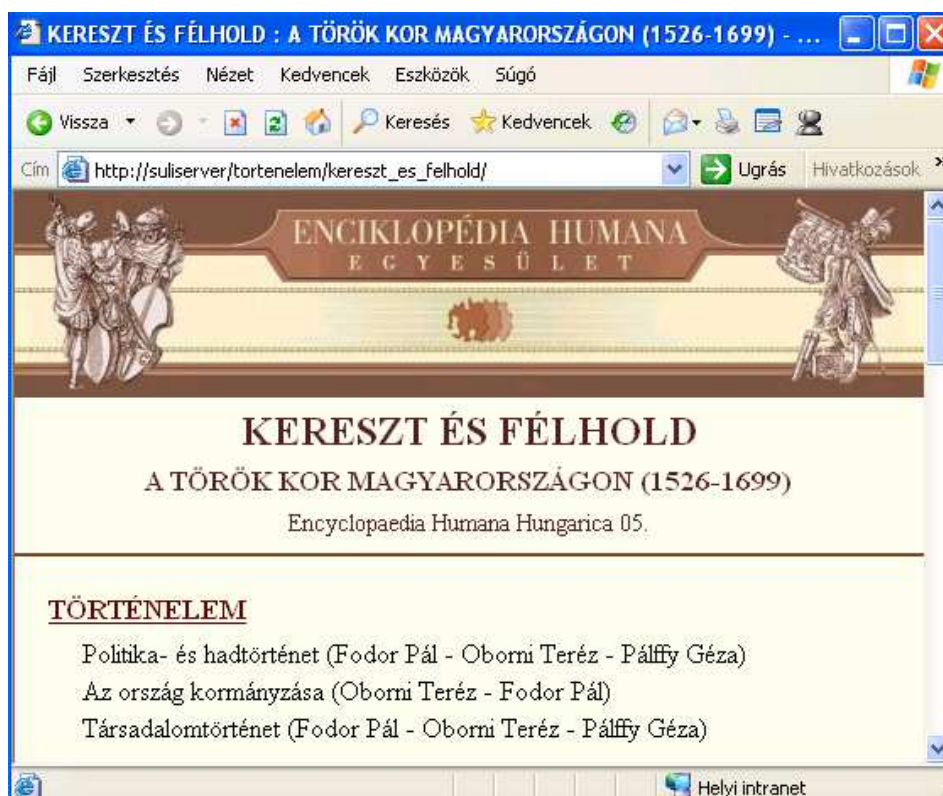 KERESZT ÉS FÉLHOLD : A TÖRÖK KOR MAGYARORSZÁGON (1526-1699) - ...
Fájl Szerkesztés Nézet Kedvencek Eszközök Súgó
Vissza Keresés Kedvencek
Cím http://suliserver/tortenelem/kereszt_es_felhold/ Ugrás Hivatkozások »
ENCIKLOPÉDIA HUMANA
EGYESÜLET
KERESZT ÉS FÉLHOLD
A TÖRÖK KOR MAGYARORSZÁGON (1526-1699)
Encyclopaedia Humana Hungarica 05.
TÖRTÉNELEM
Politika- és hadtörténet (Fodor Pál - Oborni Teréz - Pálffy Géza)
Az ország kormányzása (Oborni Teréz - Fodor Pál)
Társadalomtörténet (Fodor Pál - Oborni Teréz - Pálffy Géza)
Helyi intranet